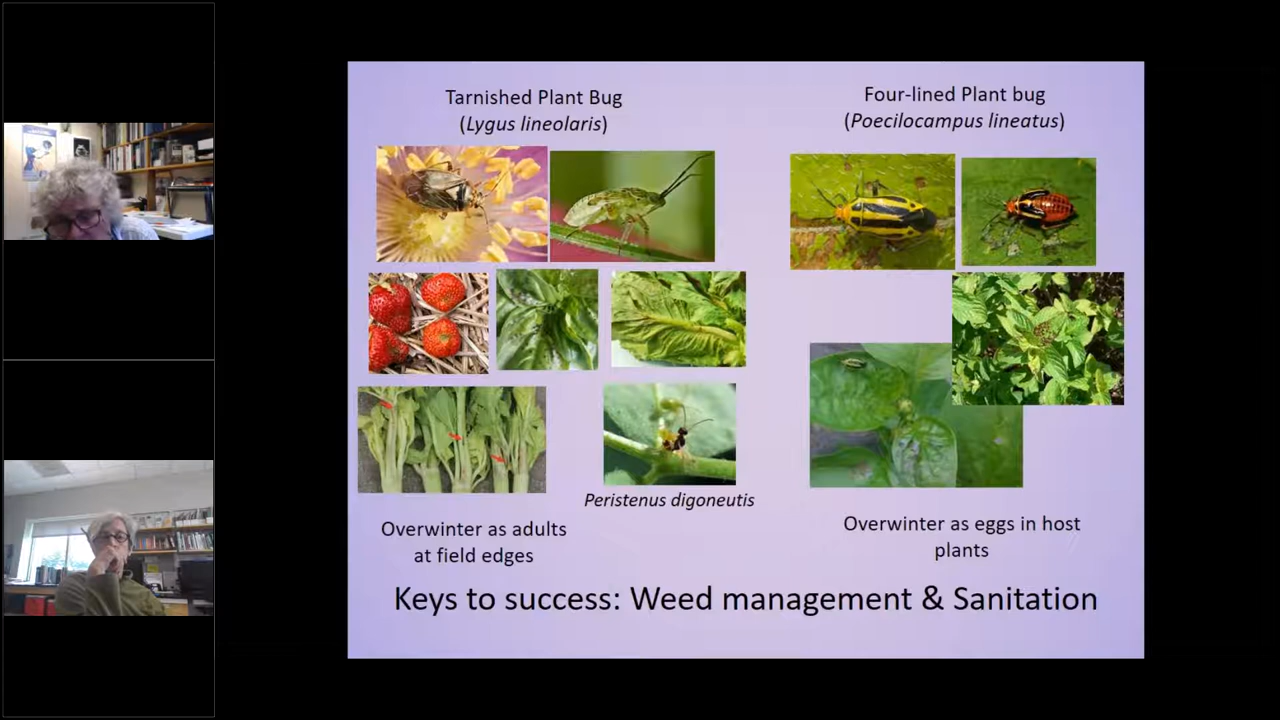 Tarnished Plant Bug
(Lygus lineolaris)
Four-lined Plant bug
(Poecilocampus lineatus)
Peristenus digoneutis
Overwinter as adults
at field edges
Overwinter as eggs in host
plants
Keys to success: Weed management & Sanitation